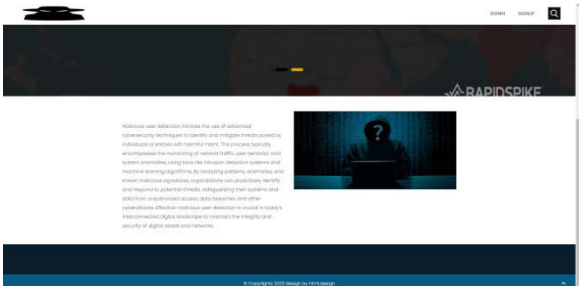 SIGNIN SIGNUP
RAPIDSPIKE
Malicious user detection involves the use of advanced
cybersecurity techniques to identify and mitigate threats posed by
individuals or entities with harmful intent. This process typically
encompasses the monitoring of network traffic, user behavior, and
system anomalies, using tools like intrusion detection systems and
machine learning algorithms. By analyzing patterns, anomalies, and
known malicious signatures, organizations can proactively identify
and respond to potential threats, safeguarding their systems and
data from unauthorized access, data breaches, and other
cyberattacks. Effective malicious user detection is crucial in today's
interconnected digital landscape to maintain the integrity and
security of digital assets and networks.
?
© Copyrights 2023 design by html.design